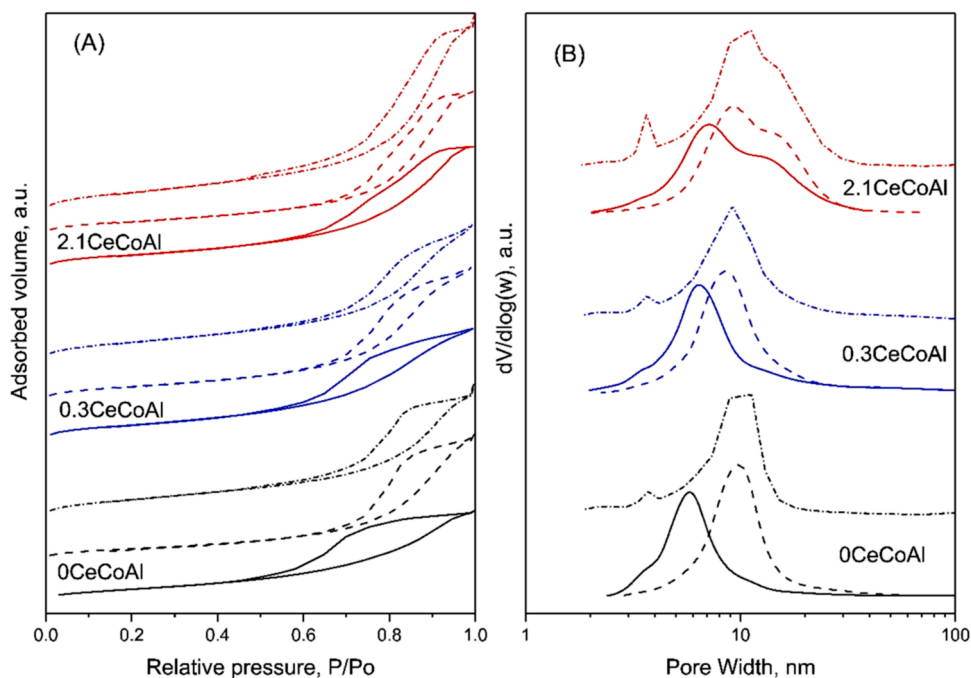 (A)
2.1CeCoAl
0.3CeCoAl
0CeCoAl
Adsorbed volume, a.u.
0.0 0.2 0.4 0.6 0.8 1.0
Relative pressure, P/Po
(B)
2.1CeCoAl
0.3CeCoAl
0CeCoAl
dV/dlog(w), a.u.
1 10 100
Pore Width, nm